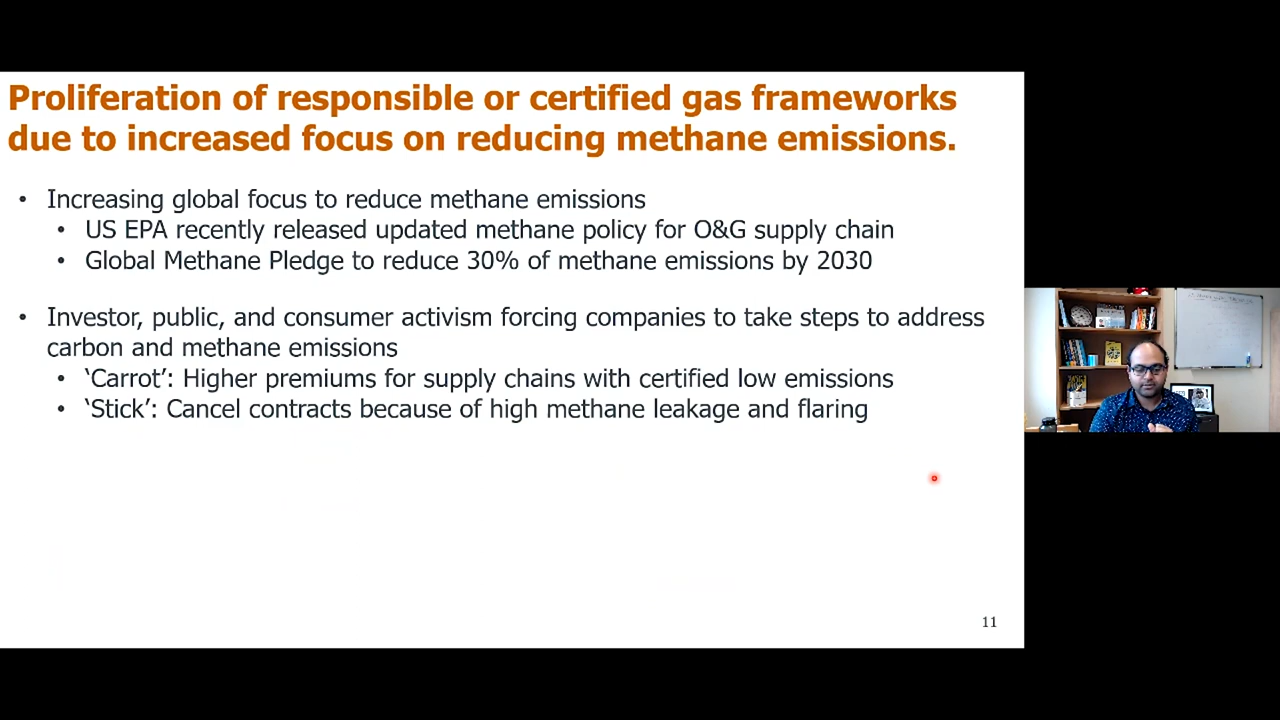 Proliferation of responsible or certified gas frameworks
due to increased focus on reducing methane emissions.
• Increasing global focus to reduce methane emissions
• US EPA recently released updated methane policy for O&G supply chain
• Global Methane Pledge to reduce 30% of methane emissions by 2030
• Investor, public, and consumer activism forcing companies to take steps to address
carbon and methane emissions
• ‘Carrot’: Higher premiums for supply chains with certified low emissions
• ‘Stick’: Cancel contracts because of high methane leakage and flaring
11